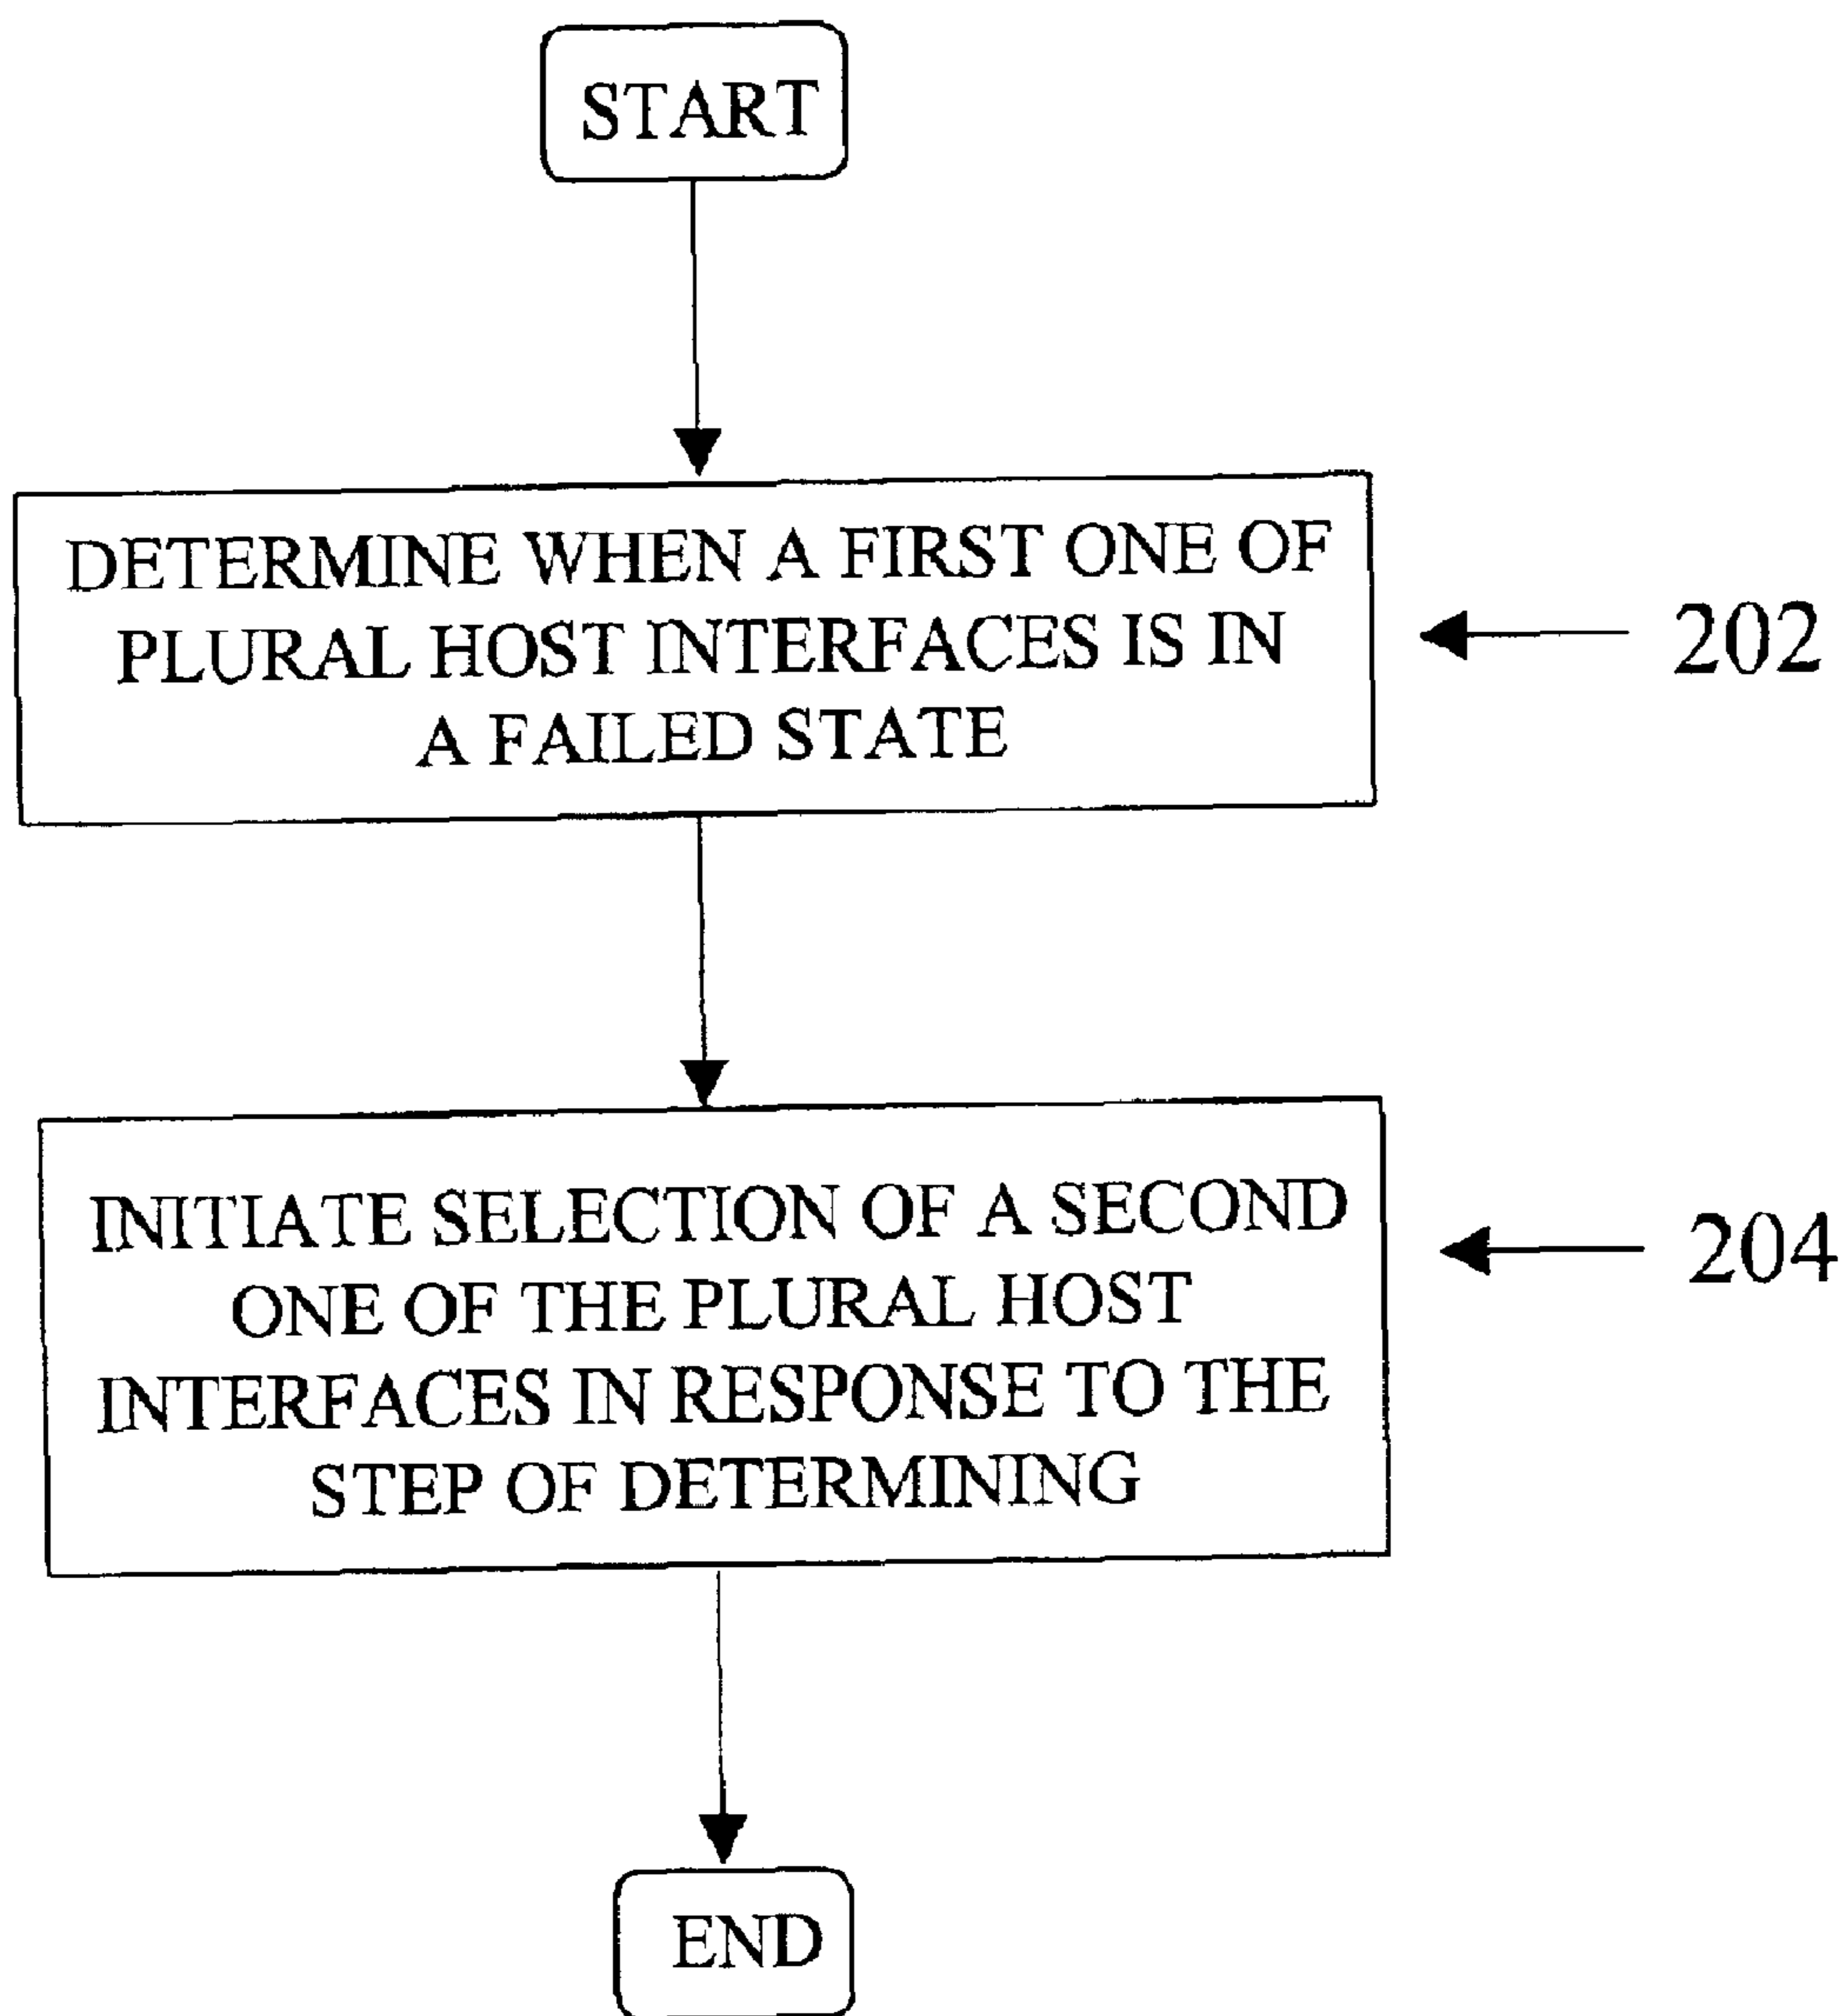 START
DETERMINE WHEN A FIRST ONE OF
PLURAL HOST INTERFACES IS IN
A FAILED STATE
202
INITIATE SELECTION OF A SECOND
ONE OF THE PLURAL HOST
INTERFACES IN RESPONSE TO THE
STEP OF DETERMINING
204
END